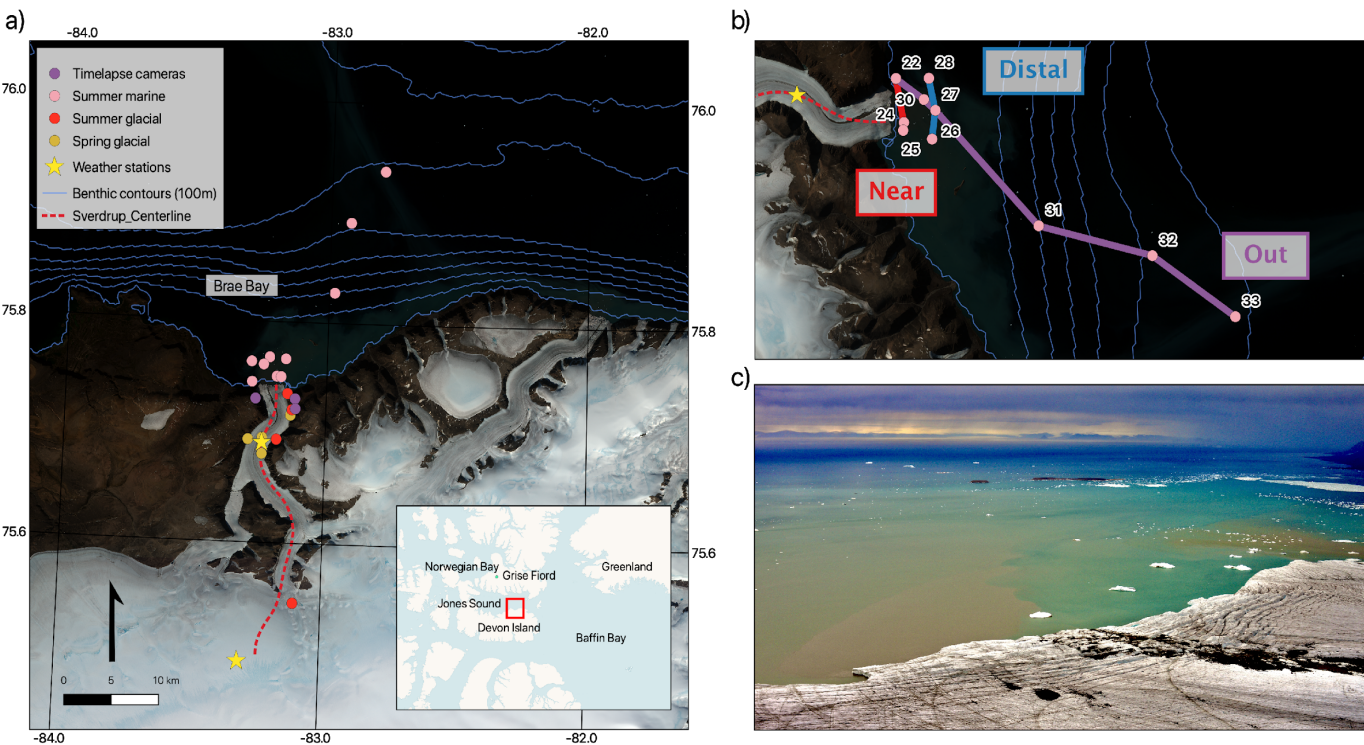 a)
-84.0
-83.0
-82.0
76.0
75.8
75.6
76.0
75.8
75.6
-84.0
-83.0
-82.0
Timelapse cameras
Summer marine
Summer glacial
Spring glacial
Weather stations
Benthic contours (100m)
Sverdrup_Centerline
Brae Bay
0
5
10 km
Norwegian Bay
Grise Fiord
Greenland
Jones Sound
Devon Island
Baffin Bay
b)
22
28
Distal
30
27
24
26
25
Near
31
32
Out
33
c)